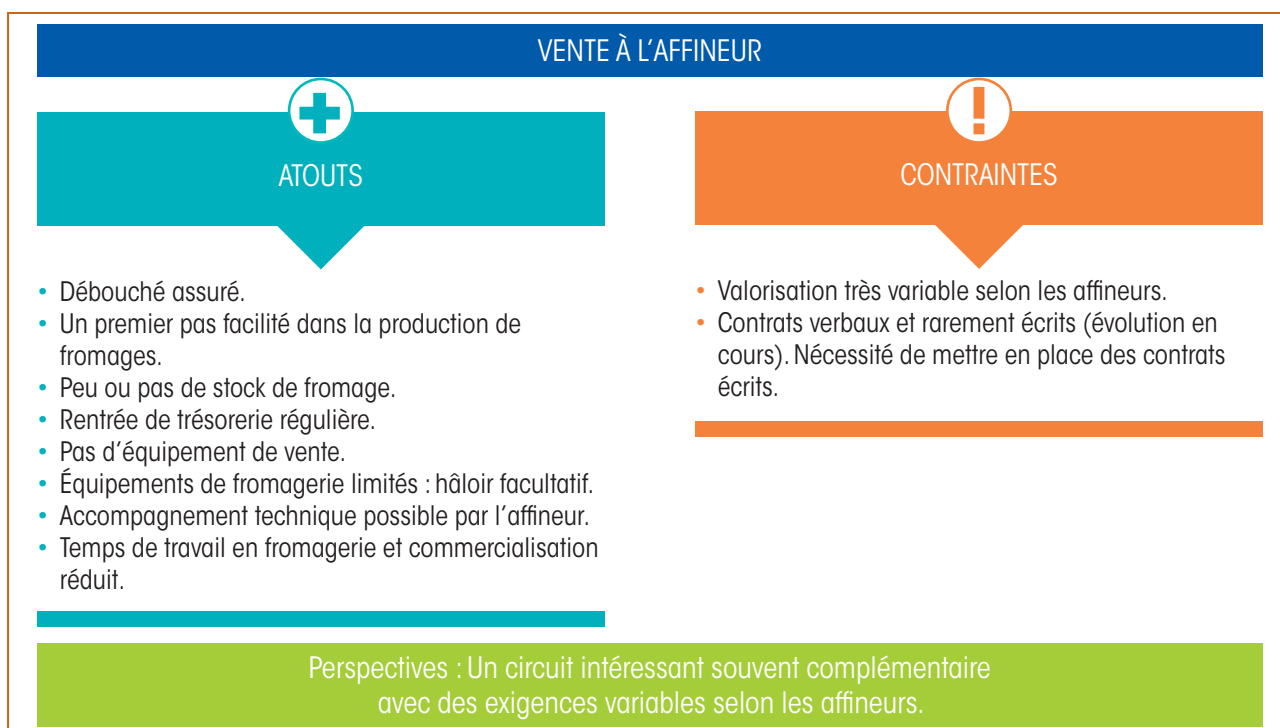 VENTE À L'AFFINEUR
ATOUTS
• Débouché assuré.
• Un premier pas facilité dans la production de
fromages.
• Peu ou pas de stock de fromage.
• Rentrée de trésorerie régulière.
• Pas d'équipement de vente.
• Équipements de fromagerie limités : hâloir facultatif.
• Accompagnement technique possible par l'affineur.
• Temps de travail en fromagerie et commercialisation
réduit.
CONTRAINTES
• Valorisation très variable selon les affineurs.
• Contrats verbaux et rarement écrits (évolution en
cours). Nécessité de mettre en place des contrats
écrits.
Perspectives : Un circuit intéressant souvent complémentaire
avec des exigences variables selon les affineurs.